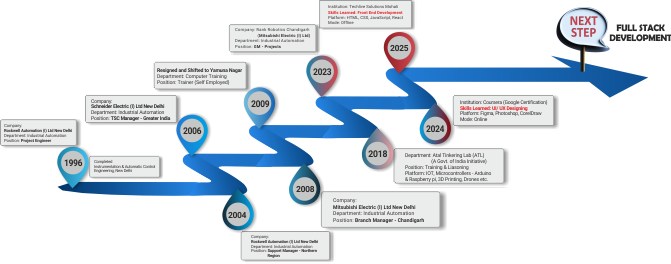 Institution: Techlive Solutions Mohali
Skills Learned: Front End Development
Platform: HTML, CSS, JavaScript, React
Mode: Offline
2025
NEXT
STEP
FULL STACK
DEVELOPMENT
Company: Rank Robotics Chandigarh
(Mitsubishi Electric (I) Ltd)
Department: Industrial Automation
Position: GM - Projects
2023
Resigned and Shifted to Yamuna Nagar
Department: Computer Training
Position: Trainer (Self Employed)
2009
Company:
Schneider Electric (I) Ltd New Delhi
Department: Industrial Automation
Position: TSC Manager - Greater India
2006
Company:
Rockwell Automation (I) Ltd New Delhi
Department: Industrial Automation
Position: Project Engineer
1996
Completed
Instrumentation & Automatic Control
Engineering, New Delhi
Institution: Coursera (Google Certification)
Skills Learned: UI/ UX Designing
Platform: Figma, Photoshop, CorelDraw
Mode: Online
2024
Department: Atal Tinkering Lab (ATL)
(A Govt. of India Initiative)
Position: Training & Liasoning
Platform: IOT, Microcontrollers - Arduino
& Raspberry pi, 3D Printing, Drones etc.
2018
Company:
Mitsubishi Electric (I) Ltd New Delhi
Department: Industrial Automation
Position: Branch Manager - Chandigarh
2008
2004
Company:
Rockwell Automation (I) Ltd New Delhi
Department: Industrial Automation
Position: Support Manager - Northern
Region